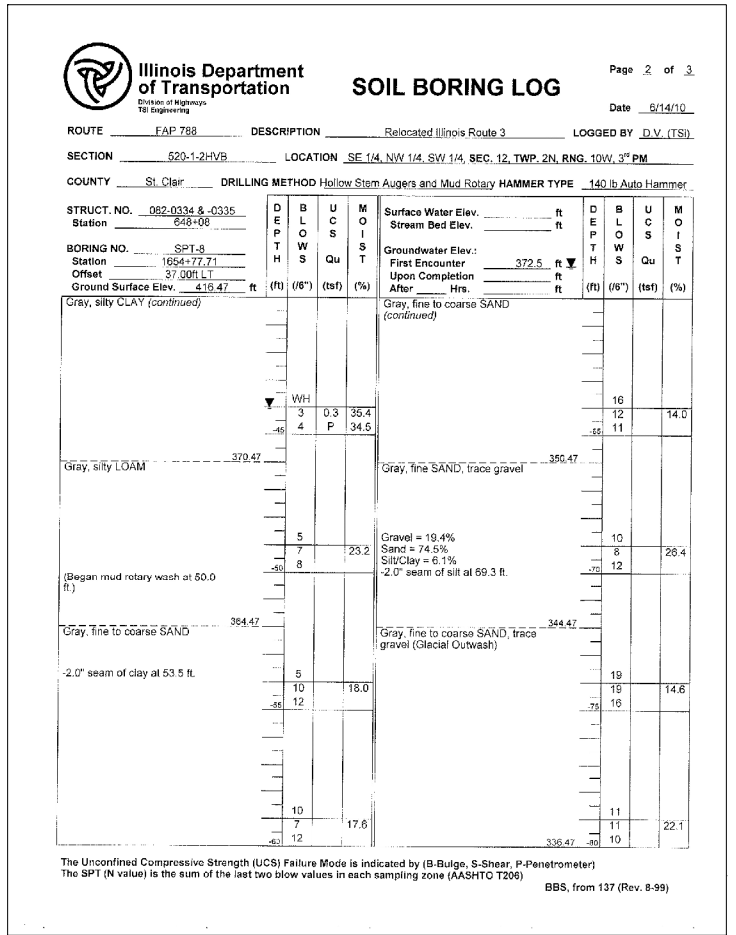 Illinois Department
of Transportation
Division of Highways
TSI Engineering
SOIL BORING LOG
Page 2 of 3
Date 6/14/10
ROUTE FAP 788 DESCRIPTION Relocated Illinois Route 3 LOGGED BY D.V. (TSi)
SECTION 520-1-2HVB LOCATION SE 1/4, NW 1/4, SW 1/4, SEC. 12, TWP. 2N, RNG. 10W, 3rd PM
COUNTY St. Clair DRILLING METHOD Hollow Stem Augers and Mud Rotary HAMMER TYPE 140 lb Auto Hammer
STRUCT. NO. 082-0334 & -0335
Station 648+08
BORING NO. SPT-8
Station 1654+77.71
Offset 37.00ft LT
Ground Surface Elev. 416.47 ft
DEPTH (ft)
BLOWS (/6")
UCS Qu (tsf)
MOIST (%)
Surface Water Elev. ft
Stream Bed Elev. ft
Groundwater Elev.:
First Encounter 372.5 ft
Upon Completion ft
After Hrs. ft
DEPTH (ft)
BLOWS (/6")
UCS Qu (tsf)
MOIST (%)
Gray, silty CLAY (continued)
WH
3 0.3 35.4
-45 4 P 34.5
370.47
Gray, silty LOAM
5
7 23.2
-50 8
(Began mud rotary wash at 50.0
ft.)
364.47
Gray, fine to coarse SAND
-2.0" seam of clay at 53.5 ft.
5
10 18.0
-55 12
10
7 17.6
-60 12
Gray, fine to coarse SAND
(continued)
16
12 14.0
-65 11
350.47
Gray, fine SAND, trace gravel
Gravel = 19.4%
Sand = 74.5%
Silt/Clay = 6.1%
-2.0" seam of silt at 69.3 ft.
10
8 26.4
-70 12
344.47
Gray, fine to coarse SAND, trace
gravel (Glacial Outwash)
19
19 14.6
-75 16
11
11 22.1
336.47 -80 10
The Unconfined Compressive Strength (UCS) Failure Mode is indicated by (B-Bulge, S-Shear, P-Penetrometer)
The SPT (N value) is the sum of the last two blow values in each sampling zone (AASHTO T206)
BBS, from 137 (Rev. 8-99)